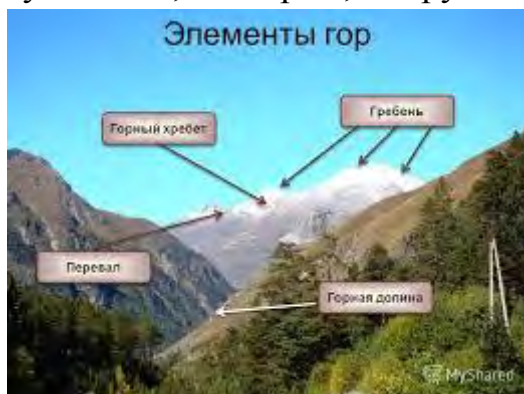 Элементы гор
Гребень
Горный хребет
Перевал
Горная долина
MyShared